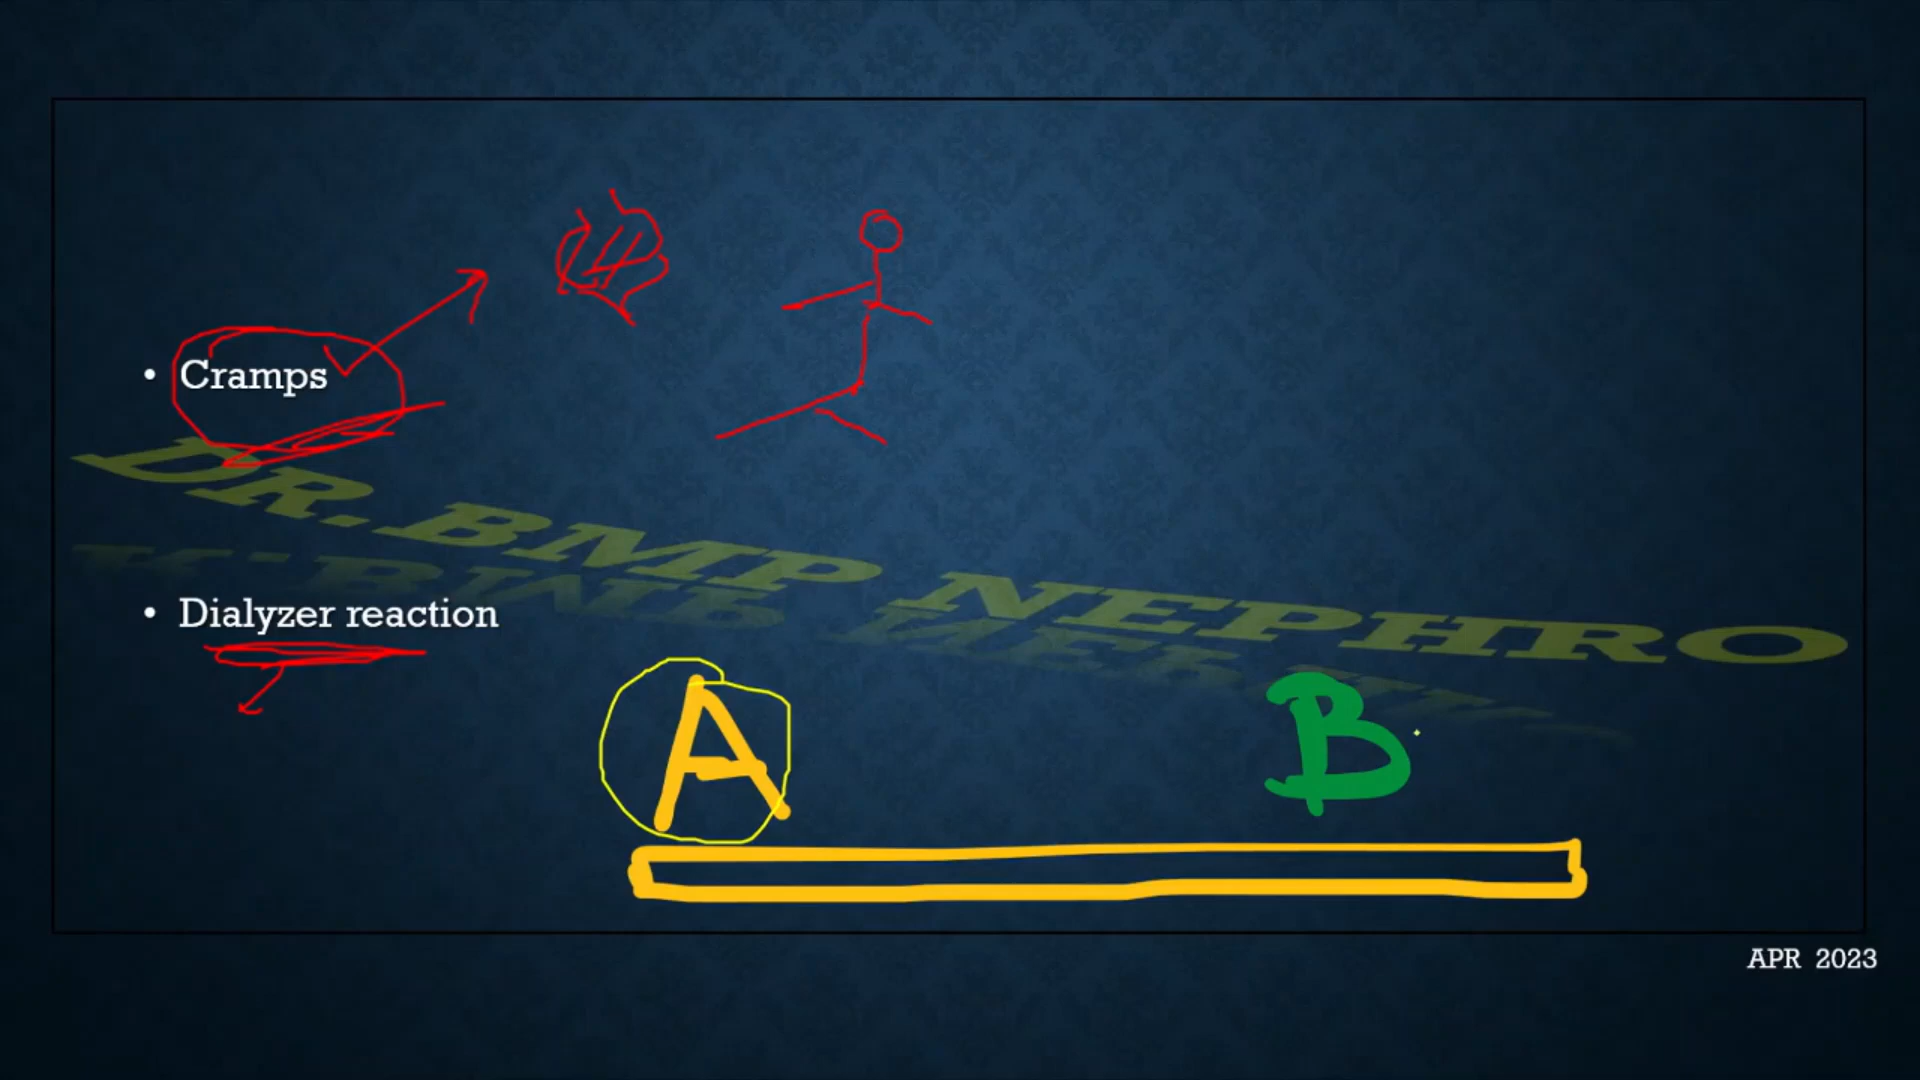 • Cramps
DR. BMP NEPHRO
• Dialyzer reaction
A B
APR 2023